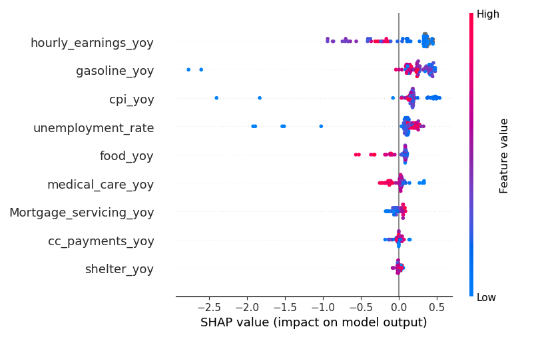 High
hourly_earnings_yoy
gasoline_yoy
cpi_yoy
unemployment_rate
food_yoy
medical_care_yoy
Mortgage_servicing_yoy
cc_payments_yoy
shelter_yoy
Feature value
Low
−2.5 −2.0 −1.5 −1.0 −0.5 0.0 0.5
SHAP value (impact on model output)